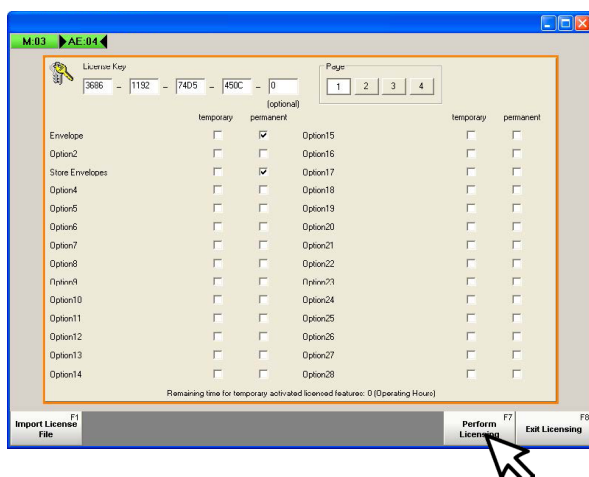 M:03 AE:04
License Key
Page
3686 - 1192 - 74D5 - 450C - 0
1 2 3 4
(optional)
temporary permanent temporary permanent
Envelope Option15
Option2 Option16
Store Envelopes Option17
Option4 Option18
Option5 Option19
Option6 Option20
Option7 Option21
Option8 Option22
Option9 Option23
Option10 Option24
Option11 Option25
Option12 Option26
Option13 Option27
Option14 Option28
Remaining time for temporary activated licensed features: 0 (Operating Hours)
F1 F7 F8
Import License File
Perform Licensing
Exit Licensing